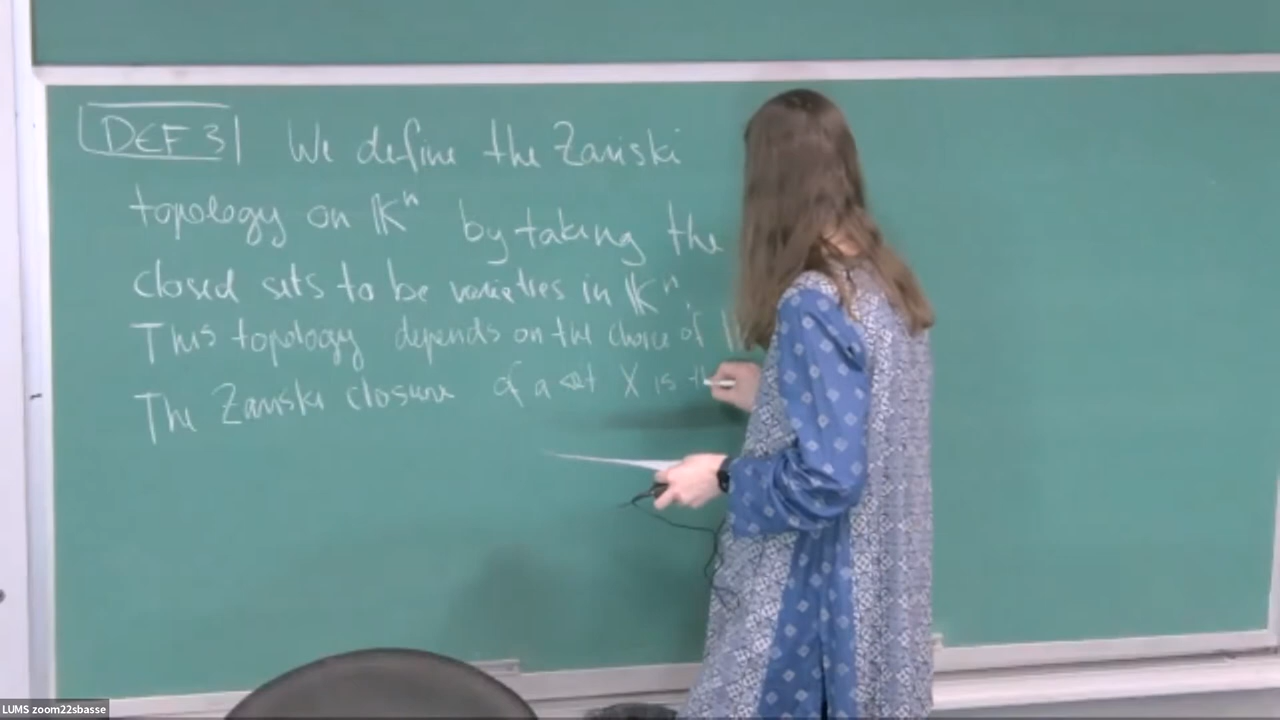 DEF 3 We define the Zariski
topology on 𝕂ⁿ by taking the
closed sets to be varieties in 𝕂ⁿ.
This topology depends on the choice of
The Zariski closure of a set X is
LUMS zoom22sbasse